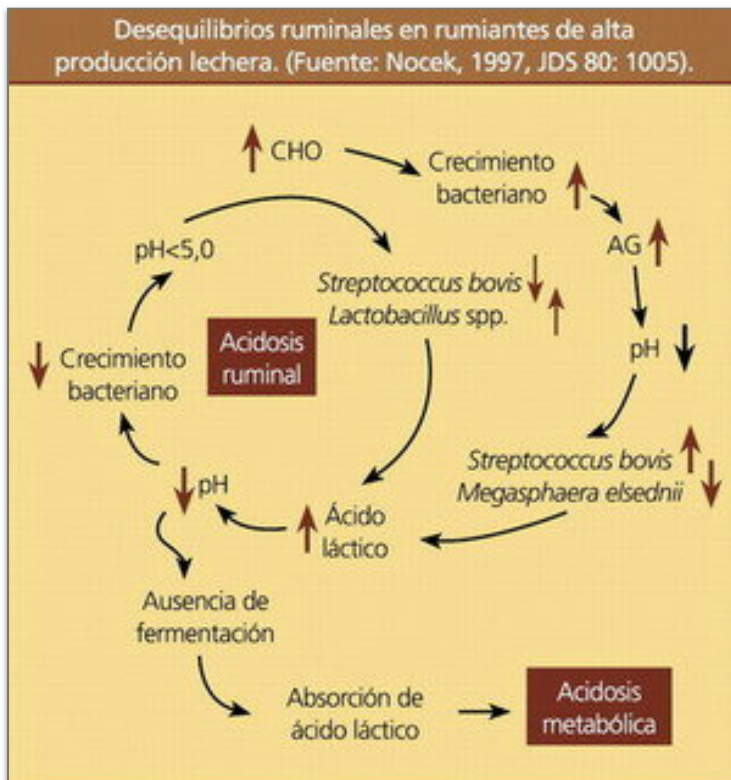 Desequilibrios ruminales en rumiantes de alta
producción lechera. (Fuente: Nocek, 1997, JDS 80: 1005).
CHO
Crecimiento
bacteriano
AG
pH
Streptococcus bovis
Megasphaera elsednii
Ácido
láctico
pH
Crecimiento
bacteriano
pH<5,0
Streptococcus bovis
Lactobacillus spp.
Acidosis
ruminal
Ausencia de
fermentación
Absorción de
ácido láctico
Acidosis
metabólica